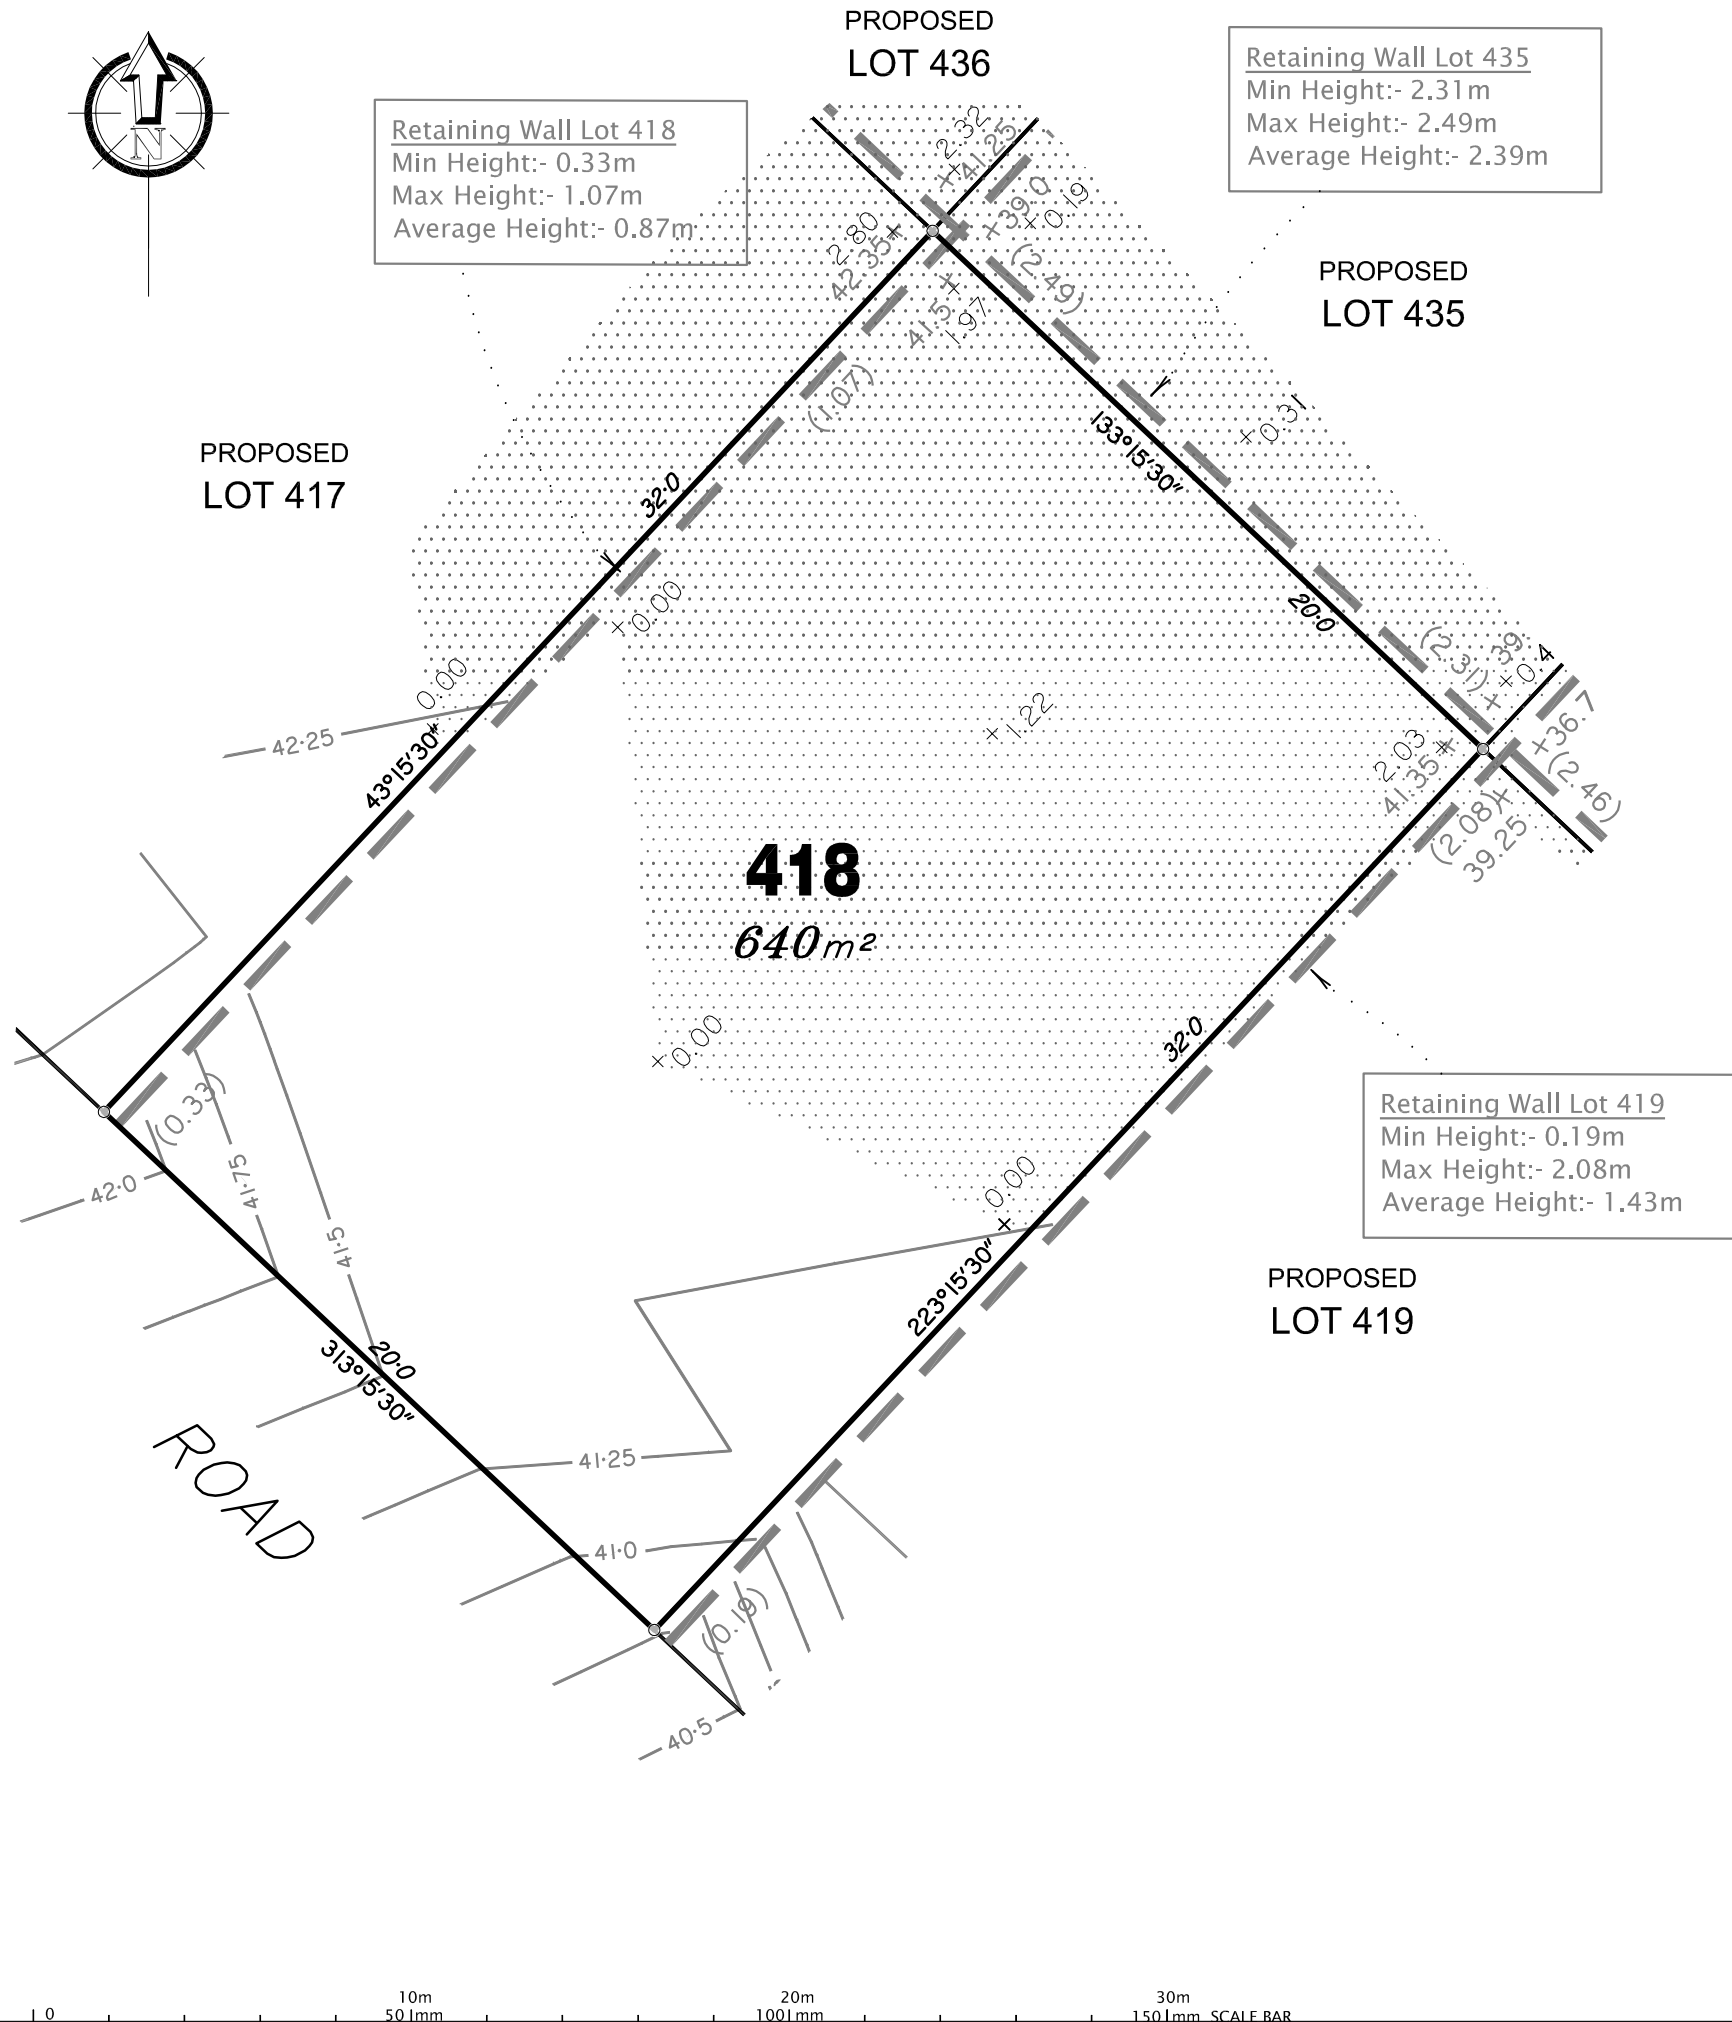 PROPOSED
LOT 436
N
Retaining Wall Lot 418
Min Height:- 0.33m
Max Height:- 1.07m
Average Height:- 0.87m
Retaining Wall Lot 435
Min Height:- 2.31m
Max Height:- 2.49m
Average Height:- 2.39m
2.32
41.25
39.0
0.19
2.80
42.35
(2.49)
41.5
1.97
(1.07)
PROPOSED
LOT 435
133°15'30"
0.31
PROPOSED
LOT 417
32·0
0.00
20·0
(2.31)
39
0.4
0.00
36.7
(2.46)
42·25
43°15'30"
1.22
2.03
41.35
(2.08)
39.25
418
640m²
0.00
32·0
(0.33)
42·0
41·75
41·5
Retaining Wall Lot 419
Min Height:- 0.19m
Max Height:- 2.08m
Average Height:- 1.43m
0.00
223°15'30"
PROPOSED
LOT 419
20·0
313°15'30"
ROAD
41·25
41·0
(0.19)
40·5
10m 20m 30m
0 50mm 100mm 150mm SCALE BAR